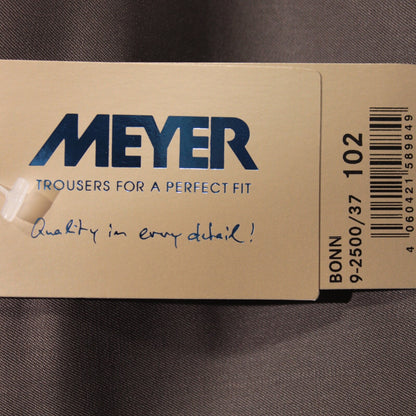 MEYER
TROUSERS FOR A PERFECT FIT
Quality in every detail!
BONN
9-2500/37 102
4 060421 589849